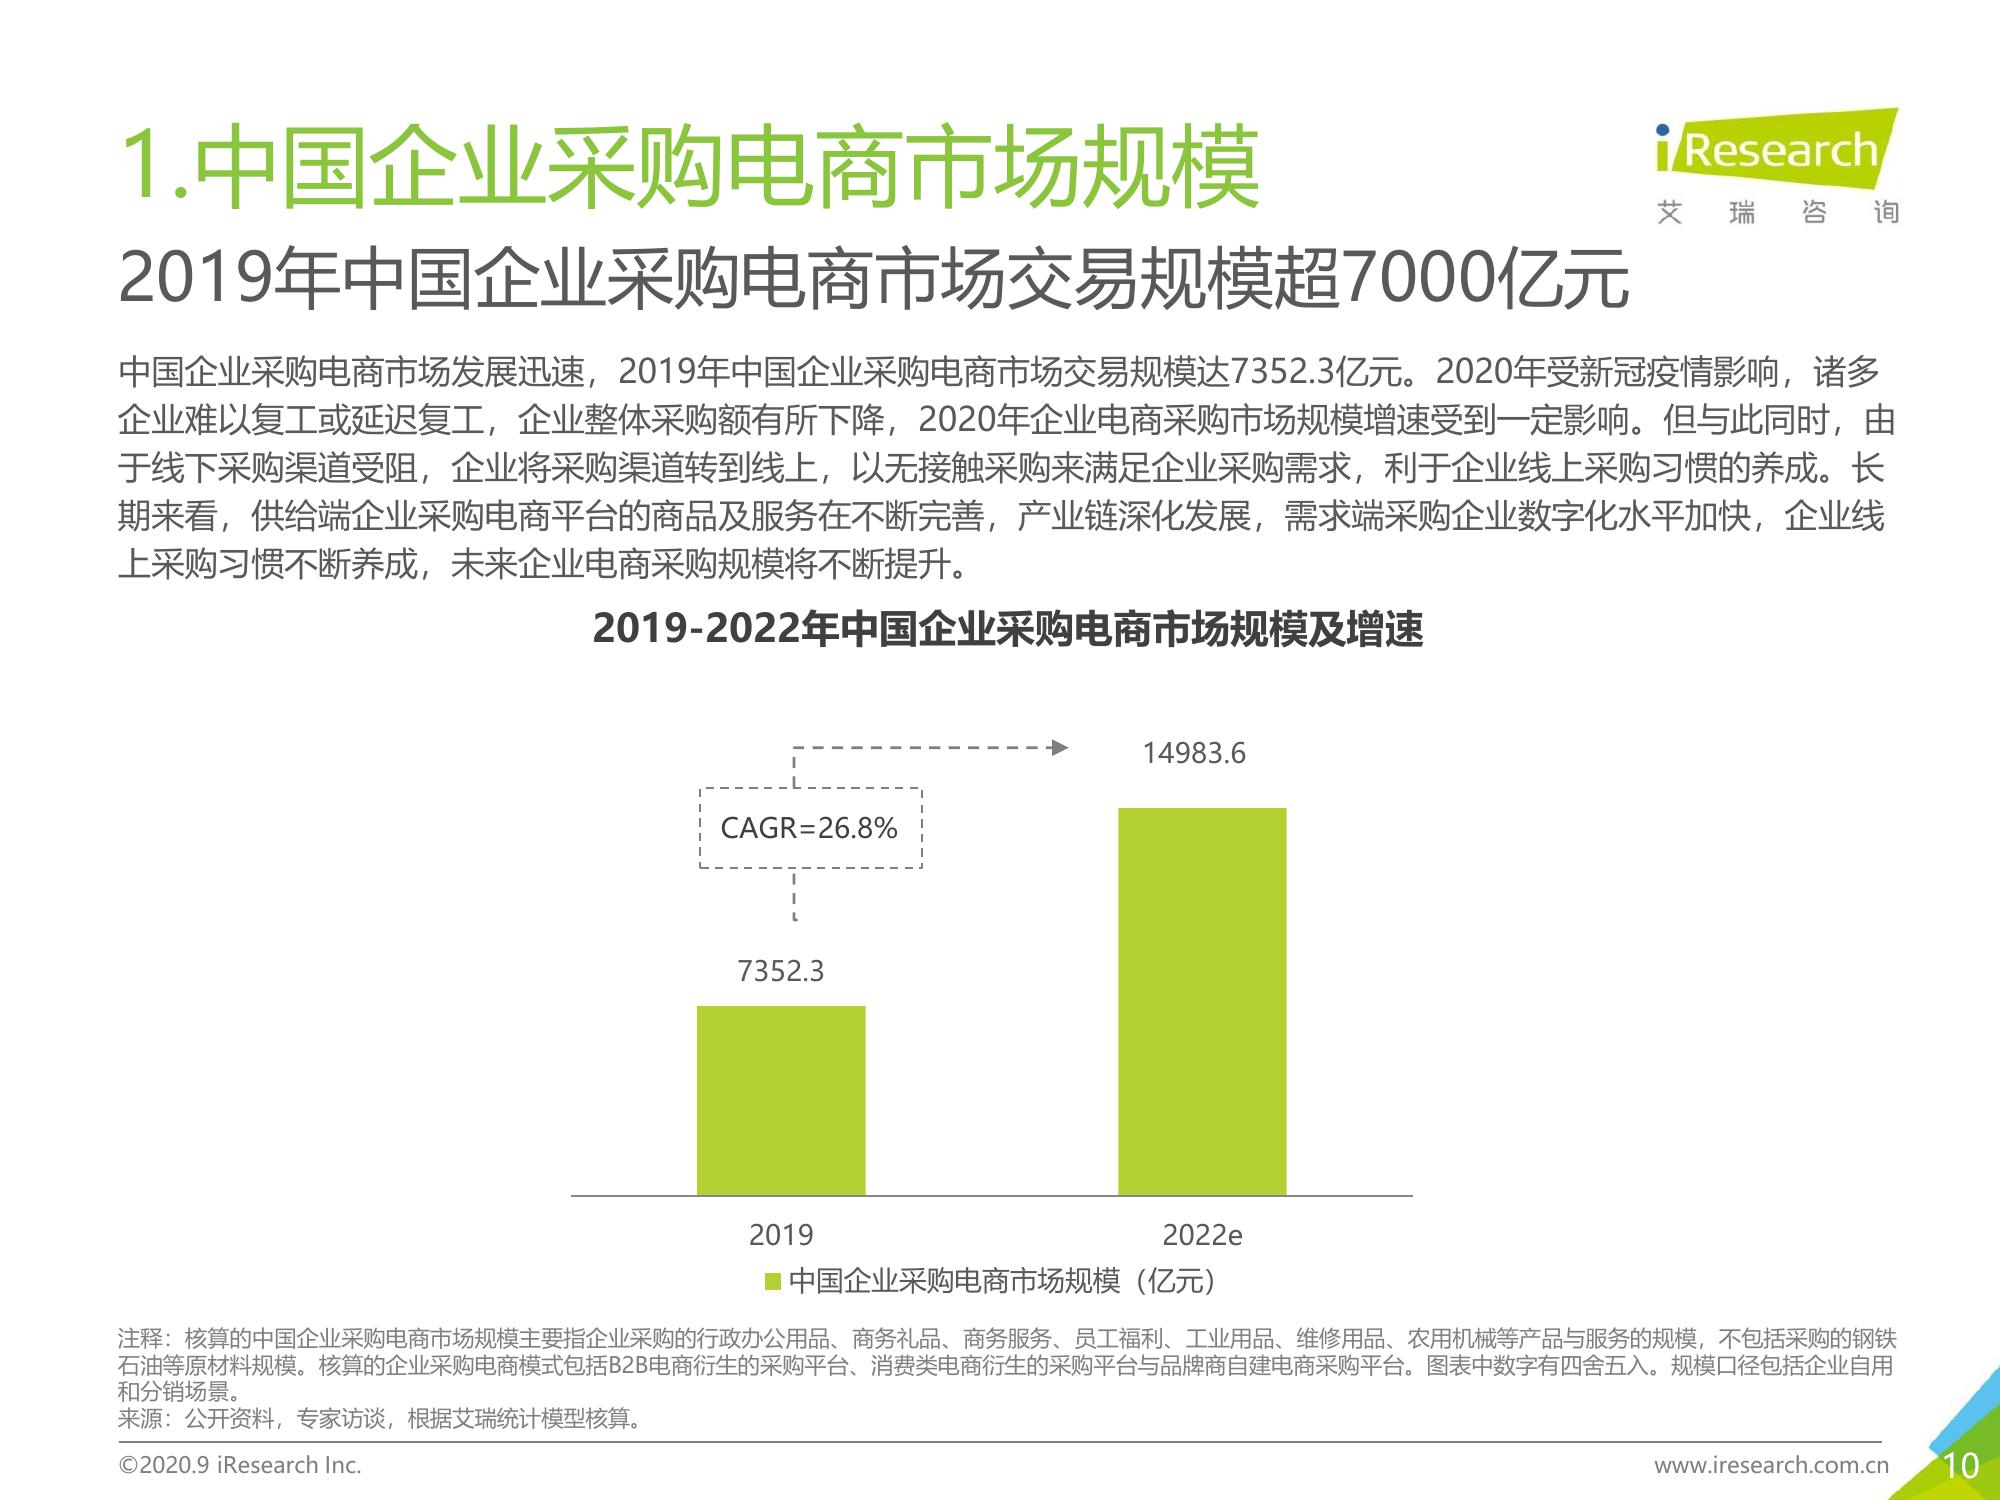 1.中国企业采购电商市场规模
iResearch
艾瑞咨询
2019年中国企业采购电商市场交易规模超7000亿元
中国企业采购电商市场发展迅速，2019年中国企业采购电商市场交易规模达7352.3亿元。2020年受新冠疫情影响，诸多
企业难以复工或延迟复工，企业整体采购额有所下降，2020年企业电商采购市场规模增速受到一定影响。但与此同时，由
于线下采购渠道受阻，企业将采购渠道转到线上，以无接触采购来满足企业采购需求，利于企业线上采购习惯的养成。长
期来看，供给端企业采购电商平台的商品及服务在不断完善，产业链深化发展，需求端采购企业数字化水平加快，企业线
上采购习惯不断养成，未来企业电商采购规模将不断提升。
2019-2022年中国企业采购电商市场规模及增速
14983.6
CAGR=26.8%
7352.3
2019
2022e
中国企业采购电商市场规模（亿元）
注释：核算的中国企业采购电商市场规模主要指企业采购的行政办公用品、商务礼品、商务服务、员工福利、工业用品、维修用品、农用机械等产品与服务的规模，不包括采购的钢铁
石油等原材料规模。核算的企业采购电商模式包括B2B电商衍生的采购平台、消费类电商衍生的采购平台与品牌商自建电商采购平台。图表中数字有四舍五入。规模口径包括企业自用
和分销场景。
来源：公开资料，专家访谈，根据艾瑞统计模型核算。
©2020.9 iResearch Inc.
www.iresearch.com.cn
10